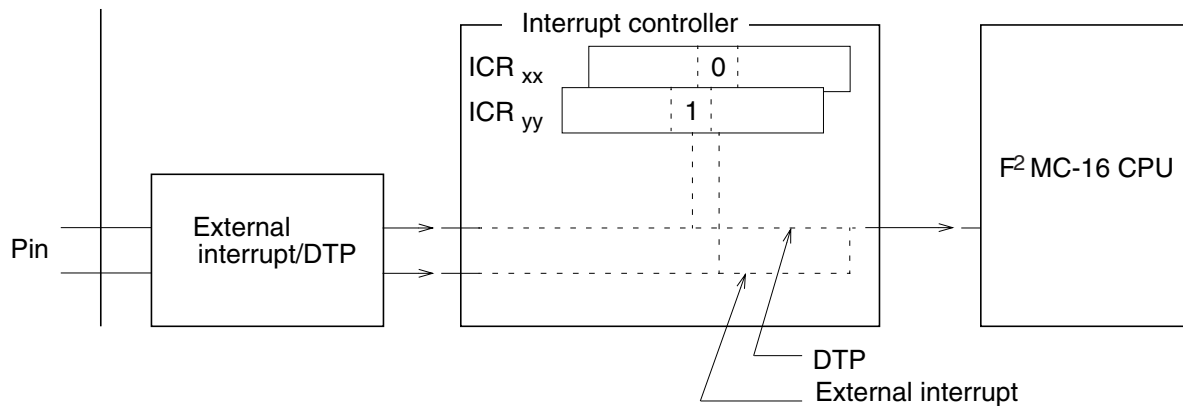 Interrupt controller
ICR xx
0
ICR yy
1
F² MC-16 CPU
External
interrupt/DTP
Pin
DTP
External interrupt